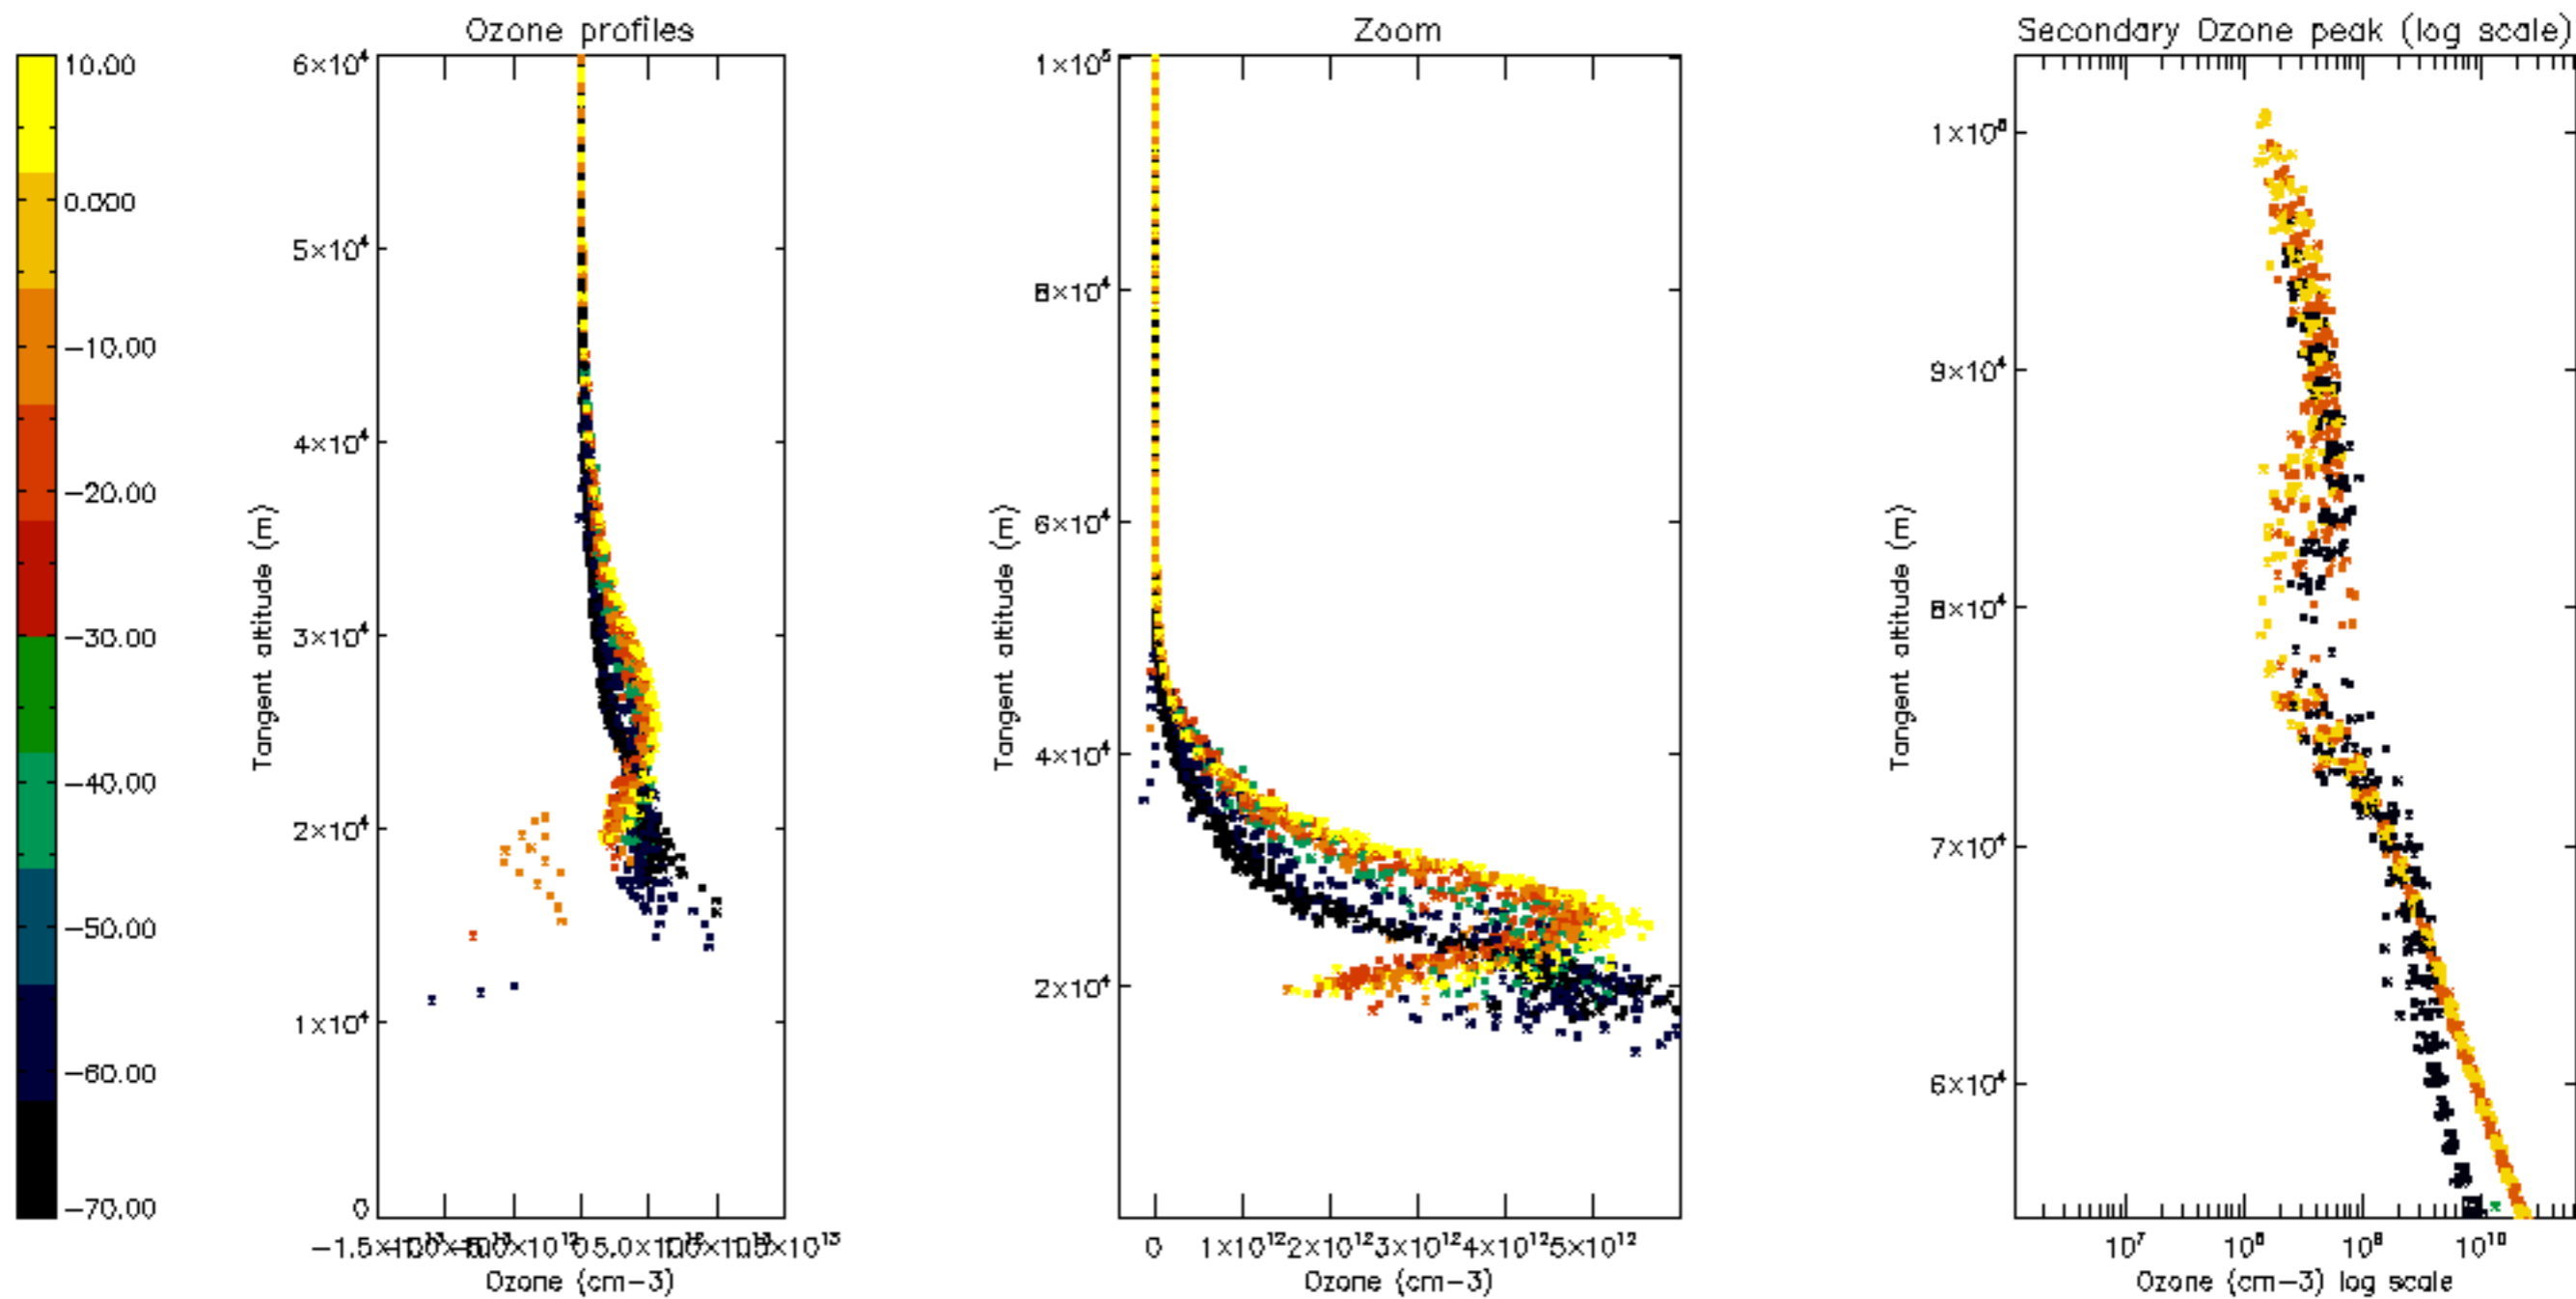 Ozone profiles
Zoom
Secondary Ozone peak (log scale)
10.00
0.000
−10.00
−20.00
−30.00
−40.00
−50.00
−60.00
−70.00
6×10⁴
5×10⁴
4×10⁴
3×10⁴
2×10⁴
1×10⁴
0
Tangent altitude (m)
Ozone (cm−3)
1×10⁵
8×10⁴
6×10⁴
4×10⁴
2×10⁴
Tangent altitude (m)
0 1×10¹² 2×10¹² 3×10¹² 4×10¹² 5×10¹²
Ozone (cm−3)
9×10⁴
8×10⁴
7×10⁴
6×10⁴
Tangent altitude (m)
10⁷ 10⁸ 10⁹ 10¹⁰
Ozone (cm−3) log scale